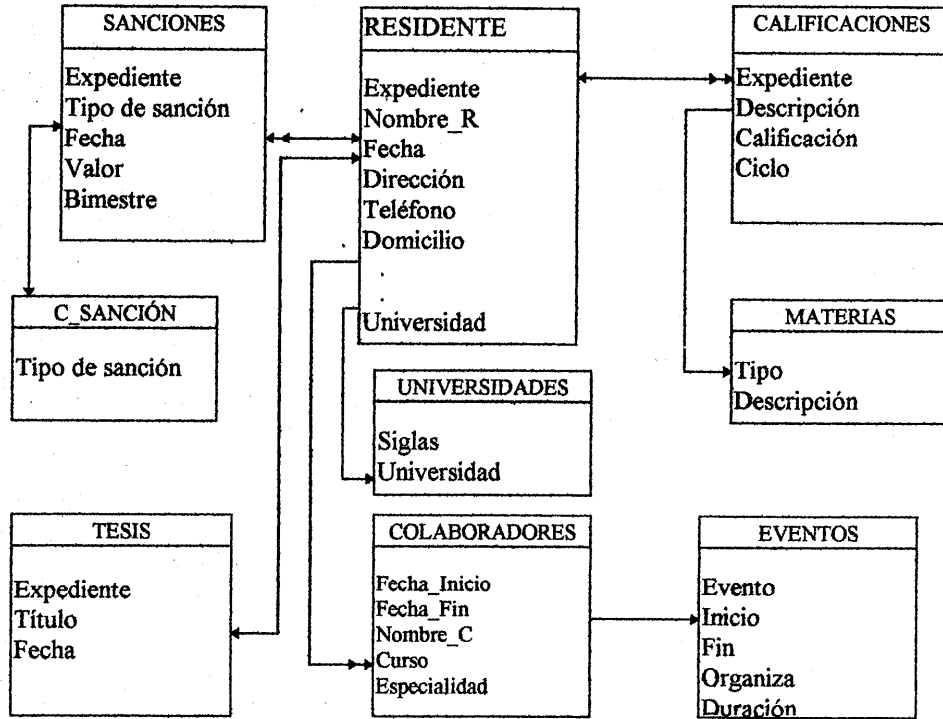 SANCIONES
Expediente
Tipo de sanción
Fecha
Valor
Bimestre
RESIDENTE
Expediente
Nombre_R
Fecha
Dirección
Teléfono
Domicilio
Universidad
CALIFICACIONES
Expediente
Descripción
Calificación
Ciclo
C_SANCIÓN
Tipo de sanción
MATERIAS
Tipo
Descripción
UNIVERSIDADES
Siglas
Universidad
TESIS
Expediente
Título
Fecha
COLABORADORES
Fecha_Inicio
Fecha_Fin
Nombre_C
Curso
Especialidad
EVENTOS
Evento
Inicio
Fin
Organiza
Duración